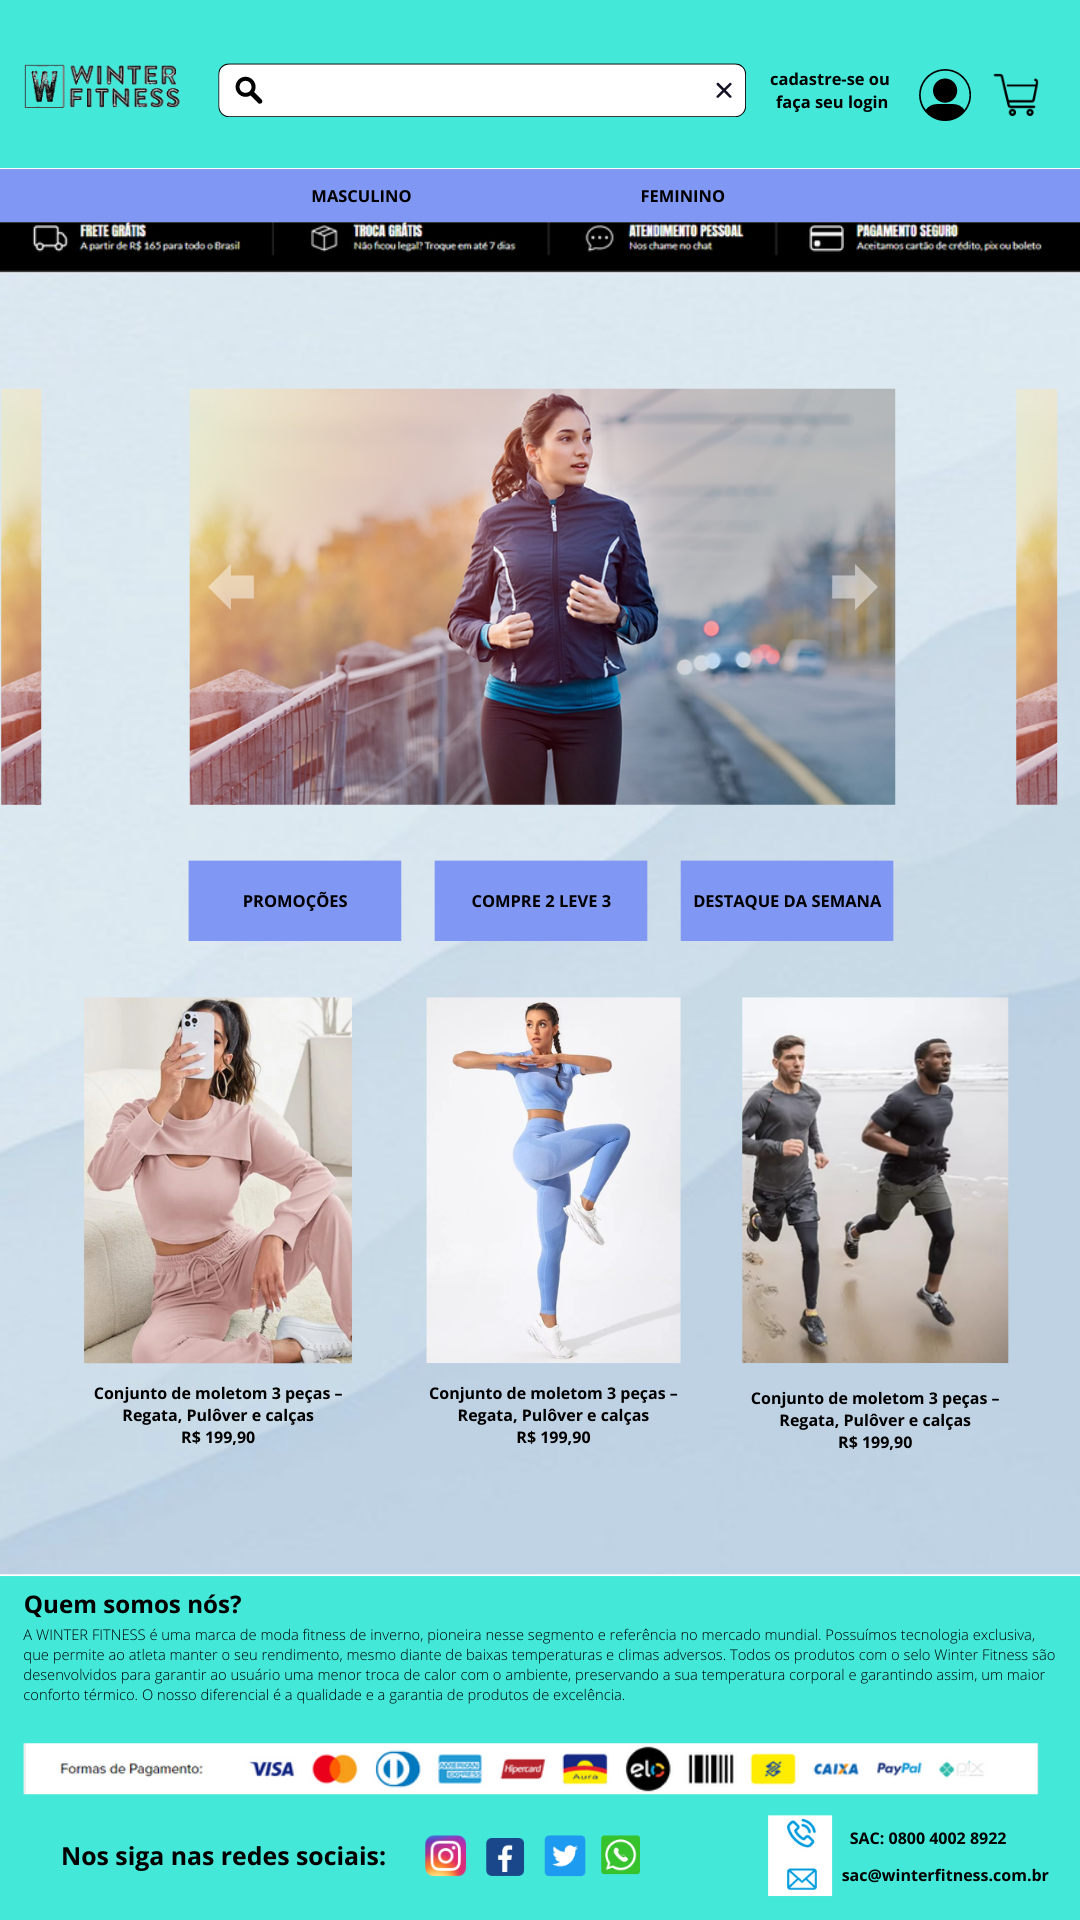 W WINTER
FITNESS
cadastre-se ou
faça seu login
MASCULINO
FEMININO
FRETE GRÁTIS
A partir de R$ 165 para todo o Brasil
TROCA GRÁTIS
Não ficou legal? Troque em até 7 dias
ATENDIMENTO PESSOAL
Nos chame no chat
PAGAMENTO SEGURO
Aceitamos cartão de crédito, pix ou boleto
PROMOÇÕES
COMPRE 2 LEVE 3
DESTAQUE DA SEMANA
Conjunto de moletom 3 peças –
Regata, Pulôver e calças
R$ 199,90
Conjunto de moletom 3 peças –
Regata, Pulôver e calças
R$ 199,90
Conjunto de moletom 3 peças –
Regata, Pulôver e calças
R$ 199,90
Quem somos nós?
A WINTER FITNESS é uma marca de moda fitness de inverno, pioneira nesse segmento e referência no mercado mundial. Possuímos tecnologia exclusiva,
que permite ao atleta manter o seu rendimento, mesmo diante de baixas temperaturas e climas adversos. Todos os produtos com o selo Winter Fitness são
desenvolvidos para garantir ao usuário uma menor troca de calor com o ambiente, preservando a sua temperatura corporal e garantindo assim, um maior
conforto térmico. O nosso diferencial é a qualidade e a garantia de produtos de excelência.
Formas de Pagamento:
VISA
AMERICAN EXPRESS
Hipercard
Aura
elo
CAIXA
PayPal
pix
Nos siga nas redes sociais:
SAC: 0800 4002 8922
sac@winterfitness.com.br